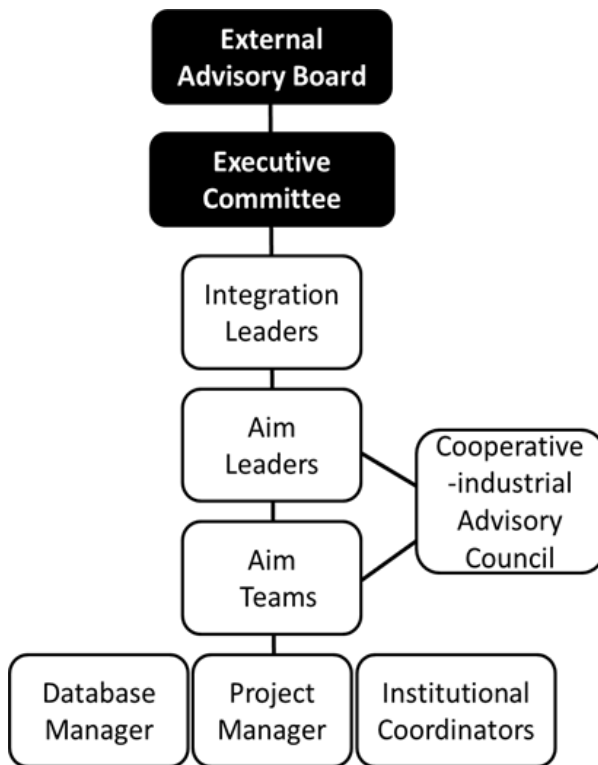 External
Advisory Board
Executive
Committee
Integration
Leaders
Aim
Leaders
Cooperative
-industrial
Advisory
Council
Aim
Teams
Database
Manager
Project
Manager
Institutional
Coordinators